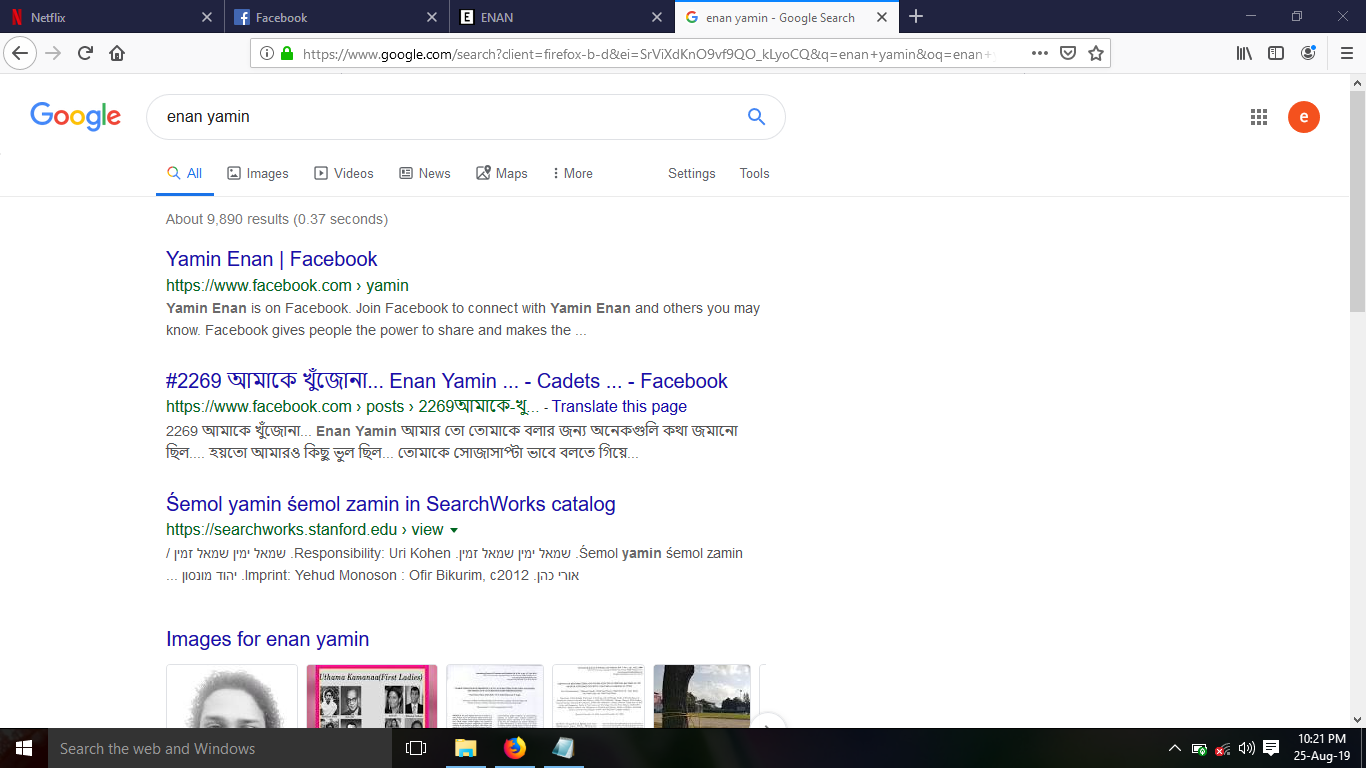 Netflix
Facebook
ENAN
enan yamin - Google Search
https://www.google.com/search?client=firefox-b-d&ei=SrViXdKnO9vf9QO_kLyoCQ&q=enan+yamin&oq=enan+
Google
enan yamin
e
All Images Videos News Maps More Settings Tools
About 9,890 results (0.37 seconds)
Yamin Enan | Facebook
https://www.facebook.com › yamin
Yamin Enan is on Facebook. Join Facebook to connect with Yamin Enan and others you may
know. Facebook gives people the power to share and makes the ...
#2269 আমাকে খুঁজোনা... Enan Yamin ... - Cadets ... - Facebook
https://www.facebook.com › posts › 2269আমাকে-খু... - Translate this page
2269 আমাকে খুঁজোনা... Enan Yamin আমার তো তোমাকে বলার জন্য অনেকগুলি কথা জমানো
ছিল.... হয়তো আমারও কিছু ভুল ছিল... তোমাকে সোজাসাপ্টা ভাবে বলতে গিয়ে...
Śemol yamin śemol zamin in SearchWorks catalog
https://searchworks.stanford.edu › view
Śemol yamin śemol zamin. שמאל ימין שמאל זמין. Responsibility: Uri Kohen. שמאל ימין שמאל זמין /
אורי כהן. Imprint: Yehud Monoson : Ofir Bikurim, c2012. יהוד מונסון ...
Images for enan yamin
Uthama Kamanaa(First Ladies)
Search the web and Windows
10:21 PM
25-Aug-19